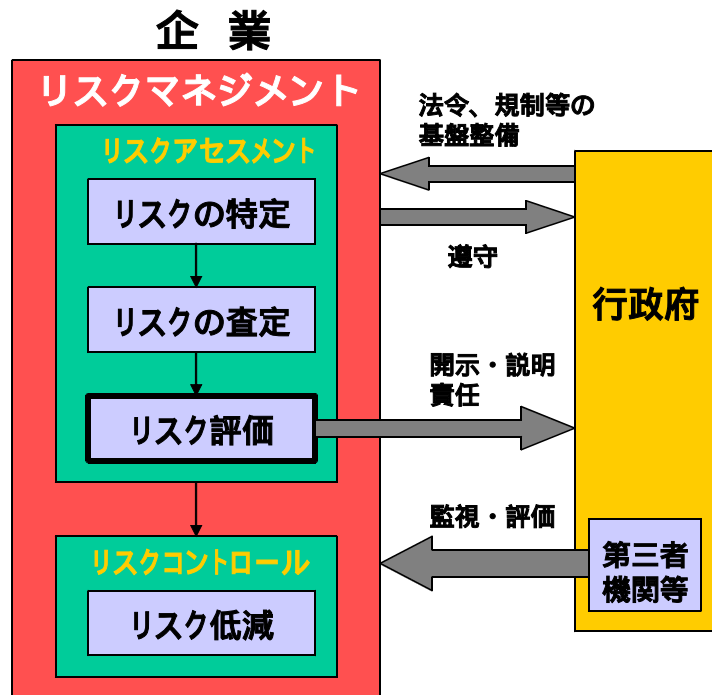 企 業
リスクマネジメント
リスクアセスメント
リスクの特定
リスクの査定
リスク評価
リスクコントロール
リスク低減
法令、規制等の
基盤整備
遵守
開示・説明
責任
監視・評価
行政府
第三者
機関等